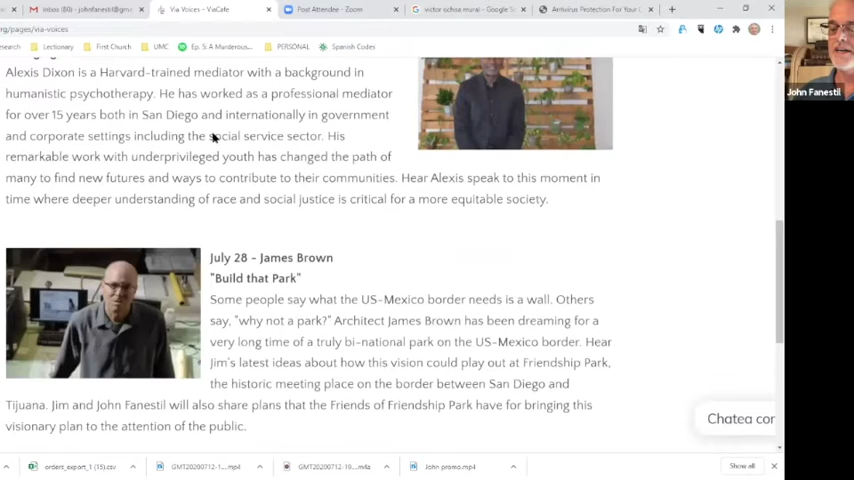 Inbox (80) - johnfanestil@gma
Via Voices – ViaCafe
Post Attendee - Zoom
victor ochsa murai - Google S
Antivirus Protection For Your
rg/pages/via-voices
esearch
Lectionary
First Church
UMC
Ep. 5: A Murderous...
PERSONAL
Spanish Codes
John Fanestil
Alexis Dixon is a Harvard-trained mediator with a background in
humanistic psychotherapy. He has worked as a professional mediator
for over 15 years both in San Diego and internationally in government
and corporate settings including the social service sector. His
remarkable work with underprivileged youth has changed the path of
many to find new futures and ways to contribute to their communities. Hear Alexis speak to this moment in
time where deeper understanding of race and social justice is critical for a more equitable society.
July 28 - James Brown
"Build that Park"
Some people say what the US-Mexico border needs is a wall. Others
say, "why not a park?" Architect James Brown has been dreaming for a
very long time of a truly bi-national park on the US-Mexico border. Hear
Jim's latest ideas about how this vision could play out at Friendship Park,
the historic meeting place on the border between San Diego and
Tijuana. Jim and John Fanestil will also share plans that the Friends of Friendship Park have for bringing this
visionary plan to the attention of the public.
Chatea con
orders_export_1 (15).csv
GMT20200712-1....mp4
GMT20200712-19....m4a
John promo.mp4
Show all